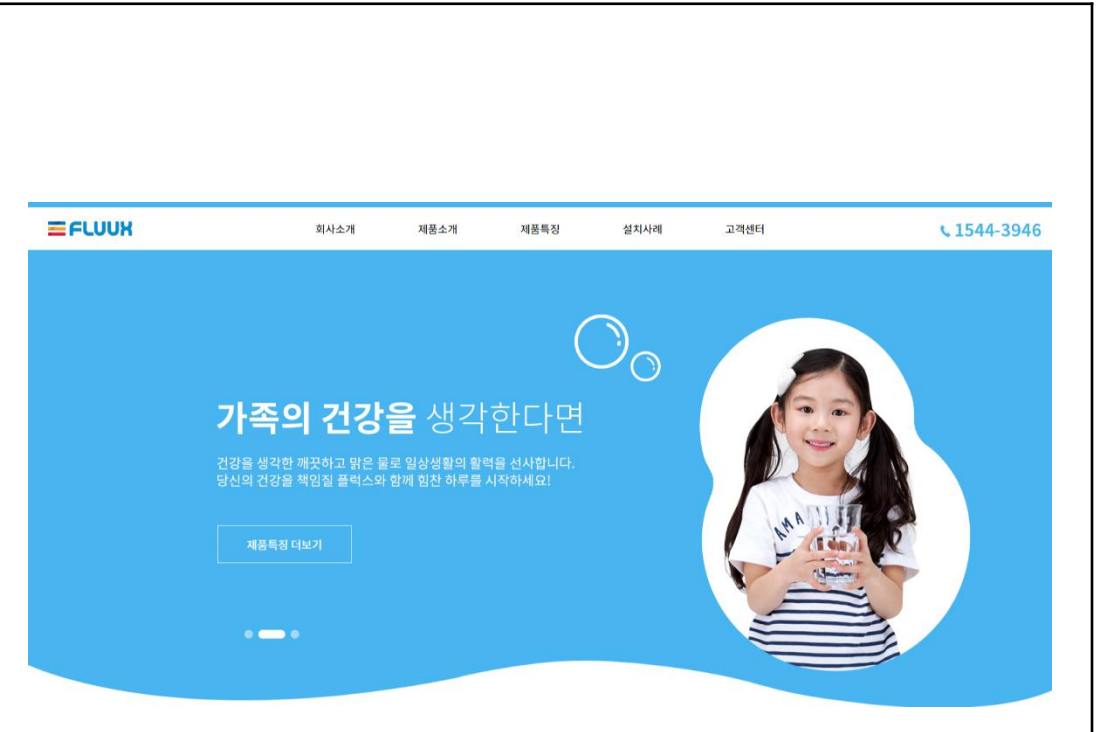 FLUUX
회사소개
제품소개
제품특징
설치사례
고객센터
1544-3946
가족의 건강을 생각한다면
건강을 생각한 깨끗하고 맑은 물로 일상생활의 활력을 선사합니다.
당신의 건강을 책임질 플럭스와 함께 힘찬 하루를 시작하세요!
제품특징 더보기